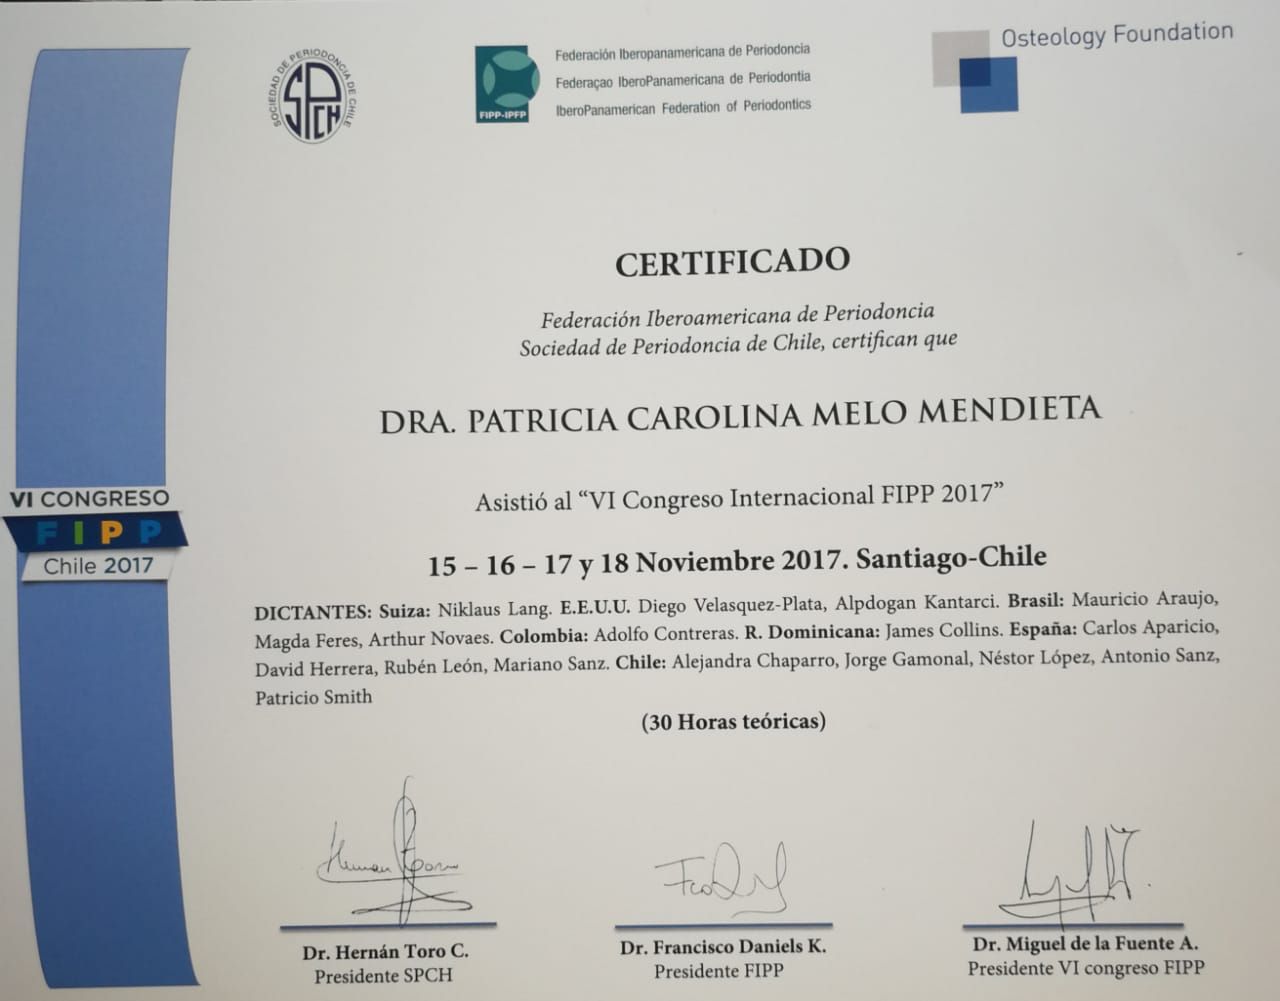 SOCIEDAD DE PERIODONCIA DE CHILE
SPCH
FIPP-IPFP
Federación Iberopanamericana de Periodoncia
Federaçao IberoPanamericana de Periodontia
IberoPanamerican Federation of Periodontics
Osteology Foundation
CERTIFICADO
Federación Iberoamericana de Periodoncia
Sociedad de Periodoncia de Chile, certifican que
DRA. PATRICIA CAROLINA MELO MENDIETA
Asistió al “VI Congreso Internacional FIPP 2017”
VI CONGRESO
FIPP
Chile 2017
15 – 16 – 17 y 18 Noviembre 2017. Santiago-Chile
DICTANTES: Suiza: Niklaus Lang. E.E.U.U. Diego Velasquez-Plata, Alpdogan Kantarci. Brasil: Mauricio Araujo,
Magda Feres, Arthur Novaes. Colombia: Adolfo Contreras. R. Dominicana: James Collins. España: Carlos Aparicio,
David Herrera, Rubén León, Mariano Sanz. Chile: Alejandra Chaparro, Jorge Gamonal, Néstor López, Antonio Sanz,
Patricio Smith
(30 Horas teóricas)
Dr. Hernán Toro C.
Presidente SPCH
Dr. Francisco Daniels K.
Presidente FIPP
Dr. Miguel de la Fuente A.
Presidente VI congreso FIPP